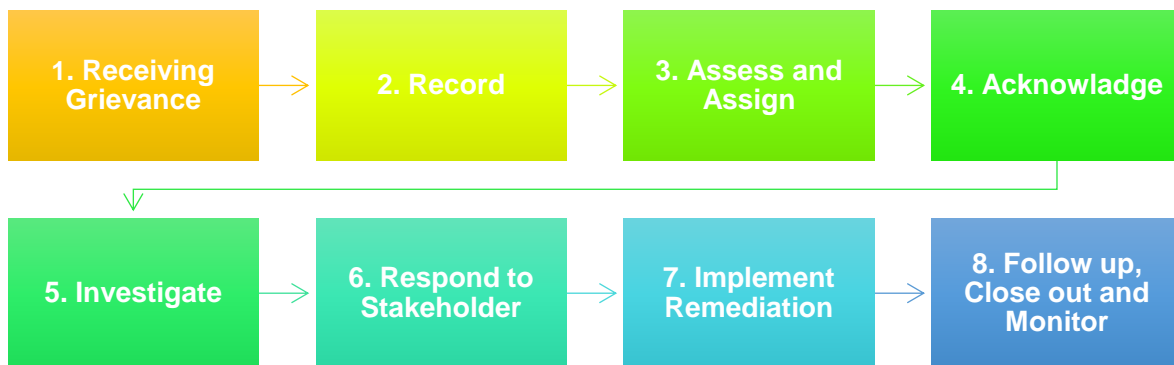 1. Receiving
Grievance
2. Record
3. Assess and
Assign
4. Acknowladge
5. Investigate
6. Respond to
Stakeholder
7. Implement
Remediation
8. Follow up,
Close out and
Monitor